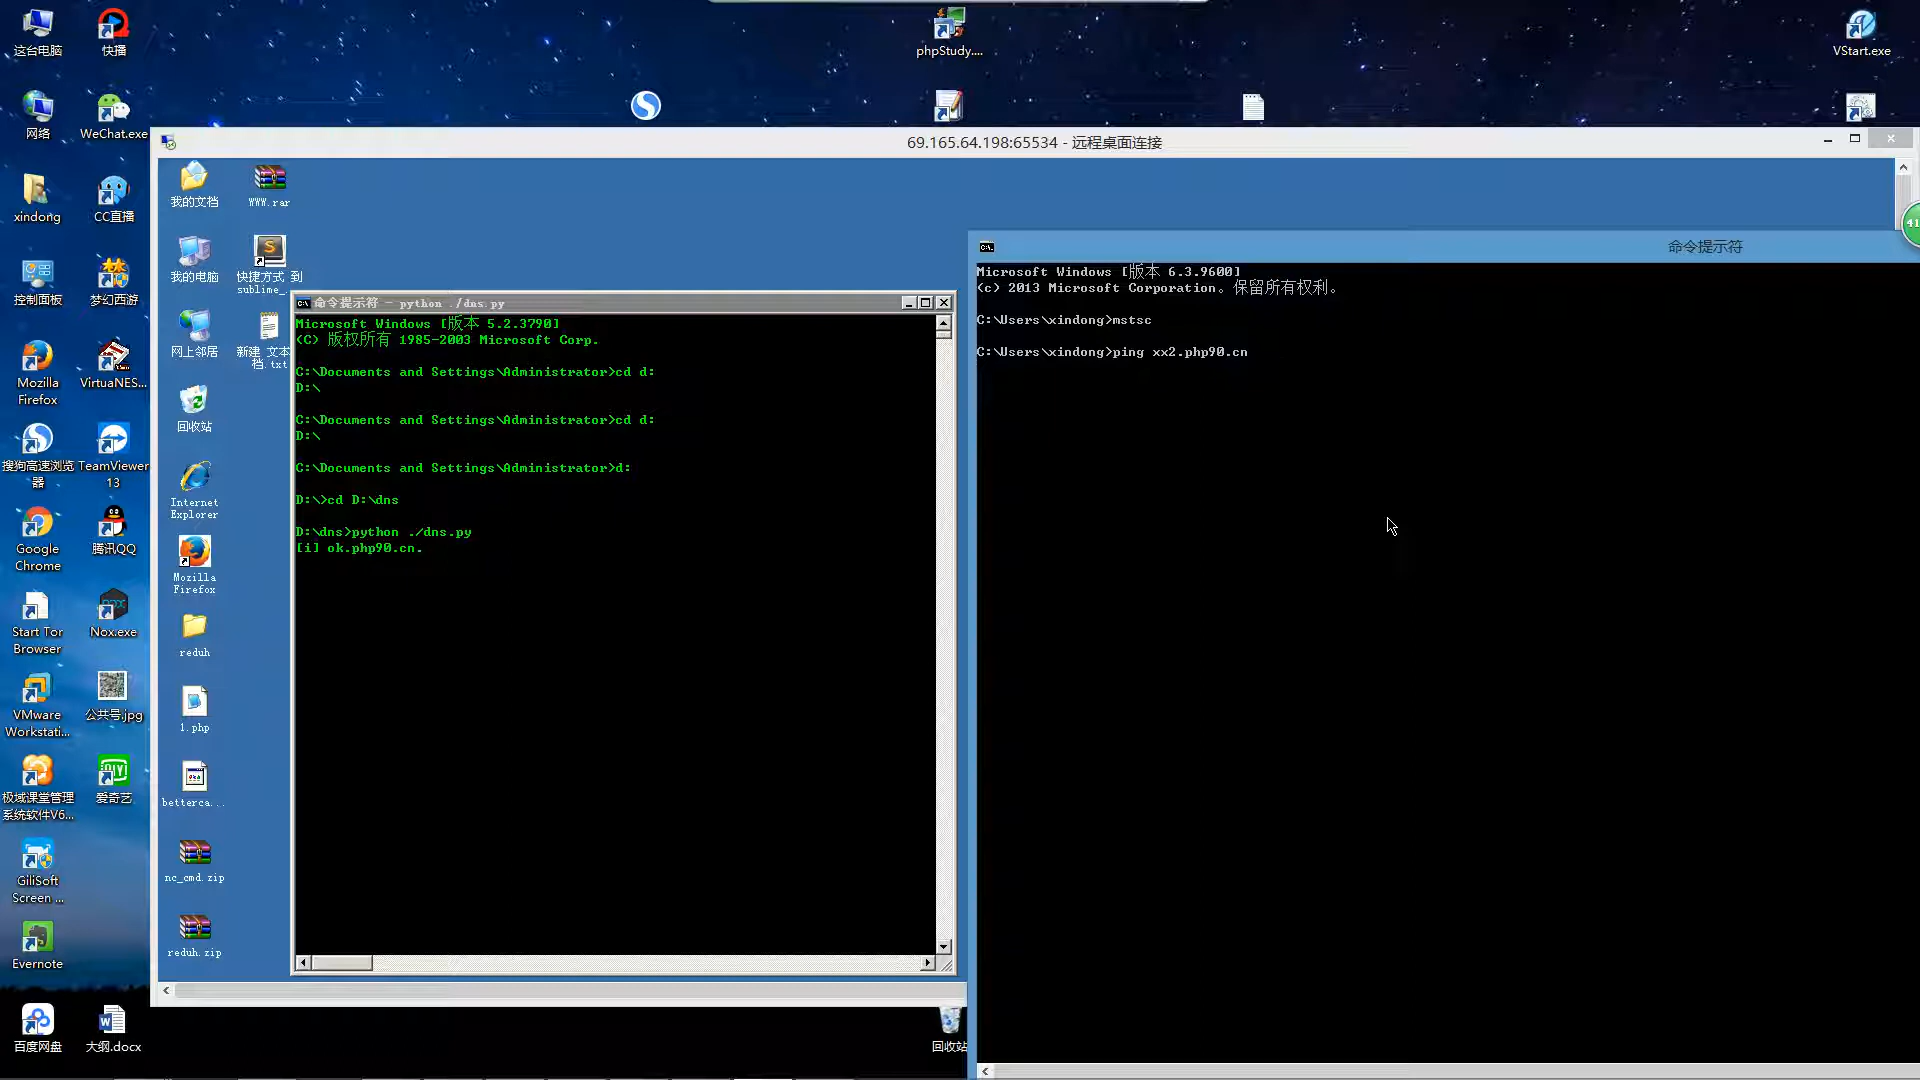 这台电脑
快播
phpStudy....
VStart.exe
网络
WeChat.exe
69.165.64.198:65534 - 远程桌面连接
xindong
CC直播
控制面板
梦幻西游
Mozilla
Firefox
VirtuaNES...
搜狗高速浏览
器
TeamViewer
13
Google
Chrome
腾讯QQ
Start Tor
Browser
Nox.exe
VMware
Workstati...
公共号.jpg
极域课堂管理
系统软件V6...
爱奇艺
GiliSoft
Screen ...
Evernote
百度网盘
大纲.docx
回收站
我的文档
WWW.rar
我的电脑
快捷方式 到
sublime_.
网上邻居
新建 文本
档.txt
回收站
Internet
Explorer
Mozilla
Firefox
reduh
1.php
betterca...
nc_cmd.zip
reduh.zip
命令提示符 - python ./dns.py
Microsoft Windows [版本 5.2.3790]
(C) 版权所有 1985-2003 Microsoft Corp.
C:\Documents and Settings\Administrator>cd d:
D:\
C:\Documents and Settings\Administrator>cd d:
D:\
C:\Documents and Settings\Administrator>d:
D:\>cd D:\dns
D:\dns>python ./dns.py
[i] ok.php90.cn.
命令提示符
Microsoft Windows [版本 6.3.9600]
(c) 2013 Microsoft Corporation。保留所有权利。
C:\Users\xindong>mstsc
C:\Users\xindong>ping xx2.php90.cn
41